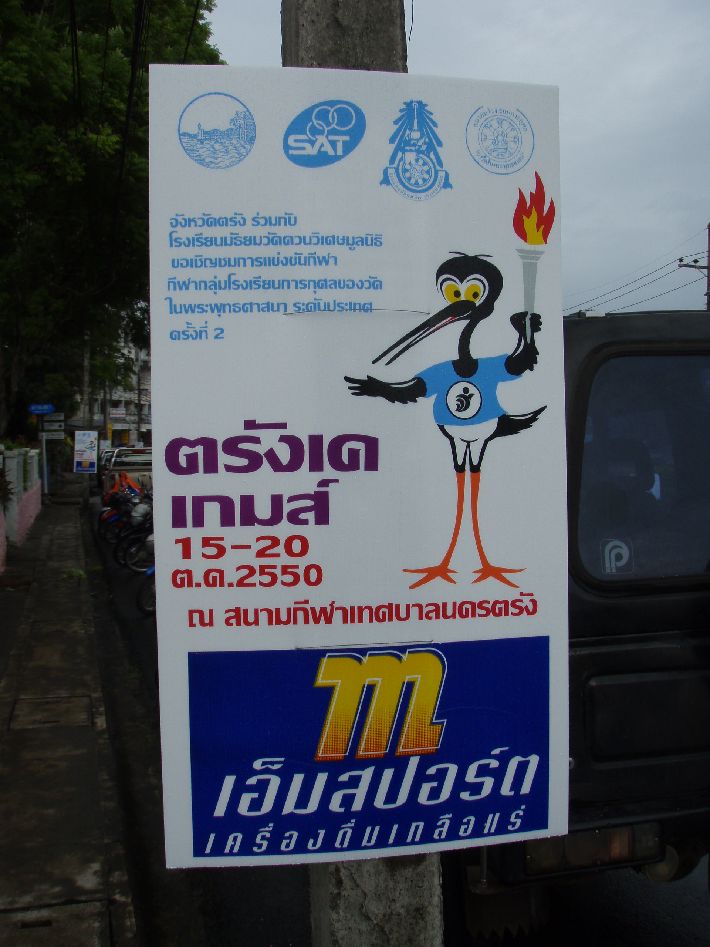 SAT
จังหวัดตรัง ร่วมกับ
โรงเรียนมัธยมวัดควนวิเศษมูลนิธิ
ขอเชิญชมการแข่งขันกีฬา
กีฬากลุ่มโรงเรียนการกุศลของวัด
ในพระพุทธศาสนา ระดับประเทศ
ครั้งที่ 2
ตรังเค
เกมส์
15-20
ต.ค.2550
ณ สนามกีฬาเทศบาลนครตรัง
m
เอ็มสปอร์ต
เครื่องดื่มเกลือแร่